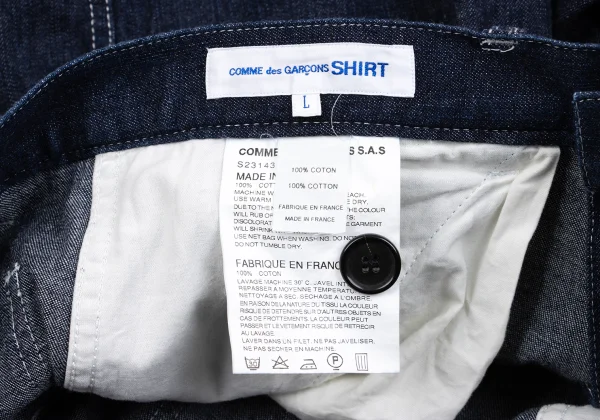 COMME des GARÇONS SHIRT
L
COMME S S.A.S
S23143
100% COTON
MADE IN
100% COTT
100% COTTON
MACHINE W EACH,
USE WARM DRY.
DUE TO THE FABRIQUE EN FRANCE HE COLOUR
WILL RUB OF MADE IN FRANCE
DISCOLORAT E GARMENT
WILL SHRINK
USE NET BAG WHEN WASHING. DO NO
DO NOT TUMBLE DRY.
FABRIQUE EN FRANC
100% COTON
LAVAGE MACHINE 30° C, JAVEL INTER
REPASSER A MOYENNE TEMPERATU
NETTOYAGE A SEC, SECHAGE A L'OMBRE.
EN RAISON DE LA NATURE DU TISSU LA COULEUR
RISQUE DE DETEINDRE SUR D'AUTRES OBJETS EN
CAS DE FROTTEMENTS. LA COULEUR PEUT
PASSER ET LE VETEMENT RISQUE DE RETRECIR
AU LAVAGE.
LAVER DANS UN FILET. NE PAS JAVELISER.
NE PAS SECHER EN MACHINE.
P